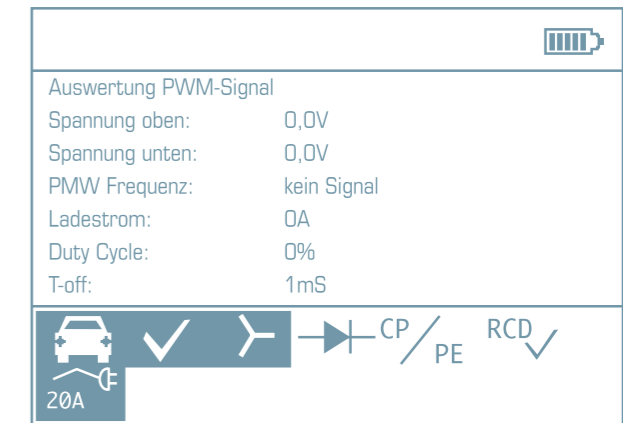 Auswertung PWM-Signal
Spannung oben: 0,0V
Spannung unten: 0,0V
PMW Frequenz: kein Signal
Ladestrom: 0A
Duty Cycle: 0%
T-off: 1mS
CP/PE RCD
20A